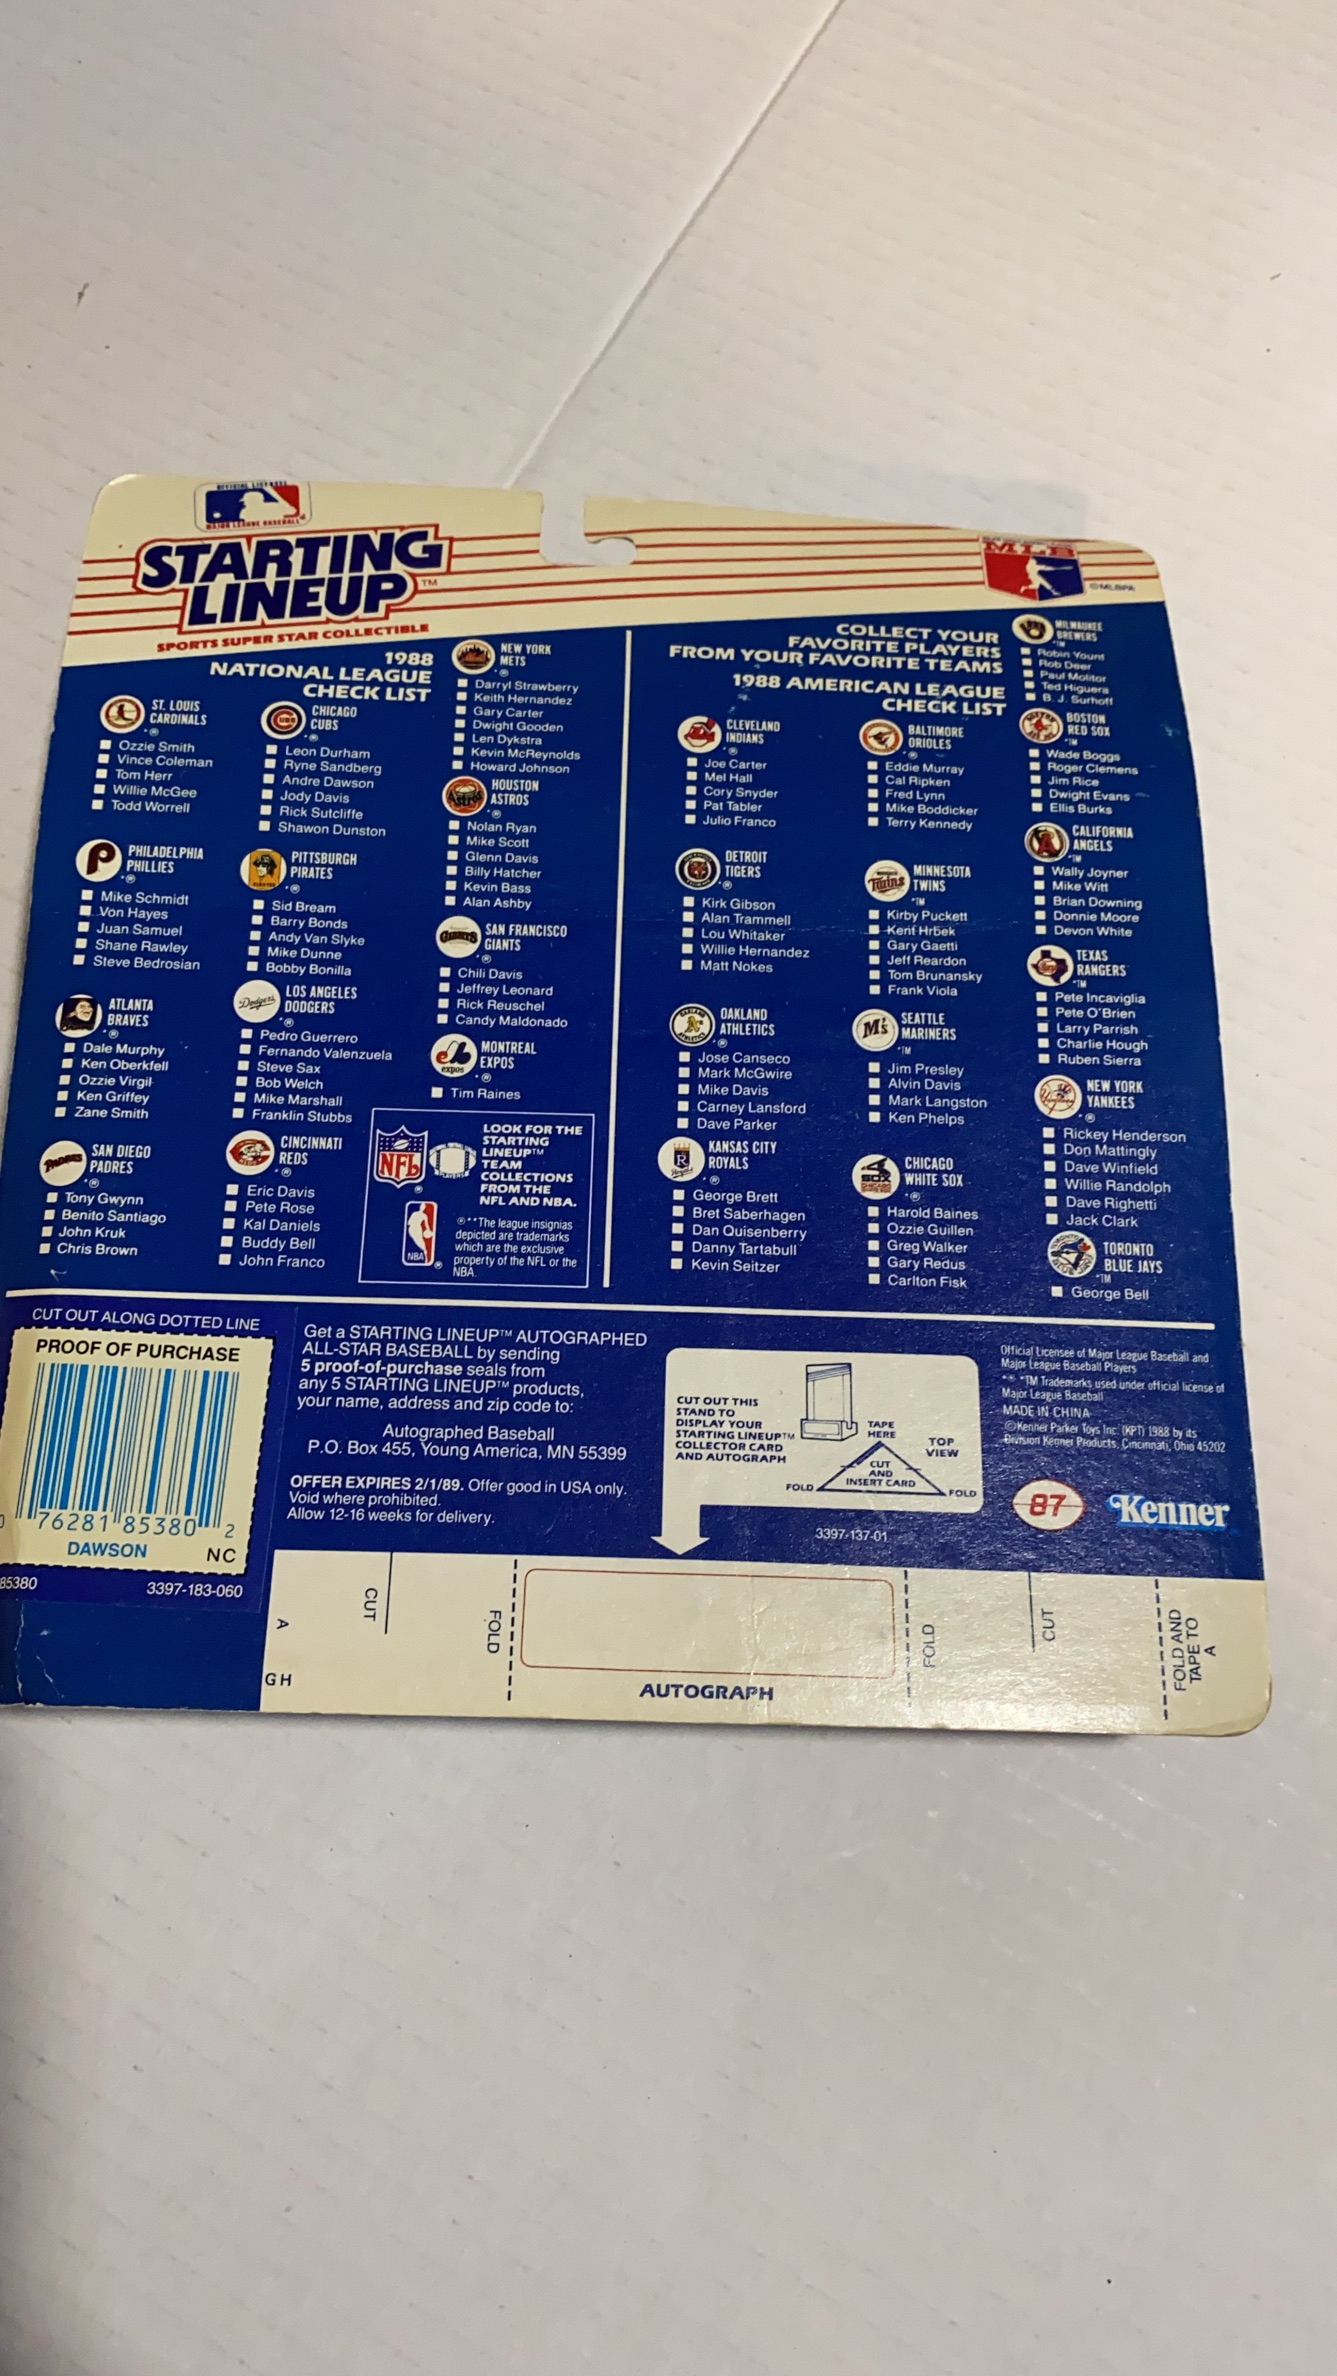 OFFICIAL LICENSEE
MAJOR LEAGUE BASEBALL
STARTING
LINEUP™
SPORTS SUPER STAR COLLECTIBLE
MLB
©MLBPA
1988
NATIONAL LEAGUE
CHECK LIST
ST. LOUIS
CARDINALS
®
Ozzie Smith
Vince Coleman
Tom Herr
Willie McGee
Todd Worrell
PHILADELPHIA
PHILLIES
®
Mike Schmidt
Von Hayes
Juan Samuel
Shane Rawley
Steve Bedrosian
ATLANTA
BRAVES
®
Dale Murphy
Ken Oberkfell
Ozzie Virgil
Ken Griffey
Zane Smith
PADRES
SAN DIEGO
PADRES
®
Tony Gwynn
Benito Santiago
John Kruk
Chris Brown
CUBS
CHICAGO
CUBS
®
Leon Durham
Ryne Sandberg
Andre Dawson
Jody Davis
Rick Sutcliffe
Shawon Dunston
PITTSBURGH
PIRATES
®
Sid Bream
Barry Bonds
Andy Van Slyke
Mike Dunne
Bobby Bonilla
Dodgers
LOS ANGELES
DODGERS
®
Pedro Guerrero
Fernando Valenzuela
Steve Sax
Bob Welch
Mike Marshall
Franklin Stubbs
CINCINNATI
REDS
®
Eric Davis
Pete Rose
Kal Daniels
Buddy Bell
John Franco
NEW YORK
METS
®
Darryl Strawberry
Keith Hernandez
Gary Carter
Dwight Gooden
Len Dykstra
Kevin McReynolds
Howard Johnson
Astros
HOUSTON
ASTROS
®
Nolan Ryan
Mike Scott
Glenn Davis
Billy Hatcher
Kevin Bass
Alan Ashby
GIANTS
SAN FRANCISCO
GIANTS
®
Chili Davis
Jeffrey Leonard
Rick Reuschel
Candy Maldonado
expos
MONTREAL
EXPOS
®
Tim Raines
NFL
PLAYERS
NBA
LOOK FOR THE
STARTING
LINEUP™
TEAM
COLLECTIONS
FROM THE
NFL AND NBA.
®**The league insignias
depicted are trademarks
which are the exclusive
property of the NFL or the
NBA.
COLLECT YOUR
FAVORITE PLAYERS
FROM YOUR FAVORITE TEAMS
1988 AMERICAN LEAGUE
CHECK LIST
CLEVELAND
INDIANS
®
Joe Carter
Mel Hall
Cory Snyder
Pat Tabler
Julio Franco
DETROIT
TIGERS
®
Kirk Gibson
Alan Trammell
Lou Whitaker
Willie Hernandez
Matt Nokes
OAKLAND
ATHLETICS
®
Jose Canseco
Mark McGwire
Mike Davis
Carney Lansford
Dave Parker
KANSAS CITY
ROYALS
®
George Brett
Bret Saberhagen
Dan Quisenberry
Danny Tartabull
Kevin Seitzer
BALTIMORE
ORIOLES
®
Eddie Murray
Cal Ripken
Fred Lynn
Mike Boddicker
Terry Kennedy
Twins
MINNESOTA
TWINS
™
Kirby Puckett
Kent Hrbek
Gary Gaetti
Jeff Reardon
Tom Brunansky
Frank Viola
M's
SEATTLE
MARINERS
™
Jim Presley
Alvin Davis
Mark Langston
Ken Phelps
SOX
CHICAGO
WHITE SOX
®
Harold Baines
Ozzie Guillen
Greg Walker
Gary Redus
Carlton Fisk
MILWAUKEE
BREWERS
™
Robin Yount
Rob Deer
Paul Molitor
Ted Higuera
B. J. Surhoff
BOSTON
RED SOX
™
Wade Boggs
Roger Clemens
Jim Rice
Dwight Evans
Ellis Burks
CALIFORNIA
ANGELS
™
Wally Joyner
Mike Witt
Brian Downing
Donnie Moore
Devon White
TEXAS
RANGERS
™
Pete Incaviglia
Pete O'Brien
Larry Parrish
Charlie Hough
Ruben Sierra
NEW YORK
YANKEES
®
Rickey Henderson
Don Mattingly
Dave Winfield
Willie Randolph
Dave Righetti
Jack Clark
TORONTO
BLUE JAYS
™
George Bell
CUT OUT ALONG DOTTED LINE
PROOF OF PURCHASE
0 76281 85380 2
DAWSON NC
85380 3397-183-060
Get a STARTING LINEUP™ AUTOGRAPHED
ALL-STAR BASEBALL by sending
5 proof-of-purchase seals from
any 5 STARTING LINEUP™ products,
your name, address and zip code to:
Autographed Baseball
P.O. Box 455, Young America, MN 55399
OFFER EXPIRES 2/1/89. Offer good in USA only.
Void where prohibited.
Allow 12-16 weeks for delivery.
CUT OUT THIS
STAND TO
DISPLAY YOUR
STARTING LINEUP™
COLLECTOR CARD
AND AUTOGRAPH
TAPE
HERE
TOP
VIEW
CUT
AND
INSERT CARD
FOLD
FOLD
3397-137-01
Official Licensee of Major League Baseball and
Major League Baseball Players
*® *TM Trademarks used under official license of
Major League Baseball
MADE IN CHINA
©Kenner Parker Toys Inc. (KPT) 1988 by its
Division Kenner Products, Cincinnati, Ohio 45202
87
Kenner
A
GH
CUT
FOLD
AUTOGRAPH
FOLD
CUT
FOLD AND
TAPE TO
A